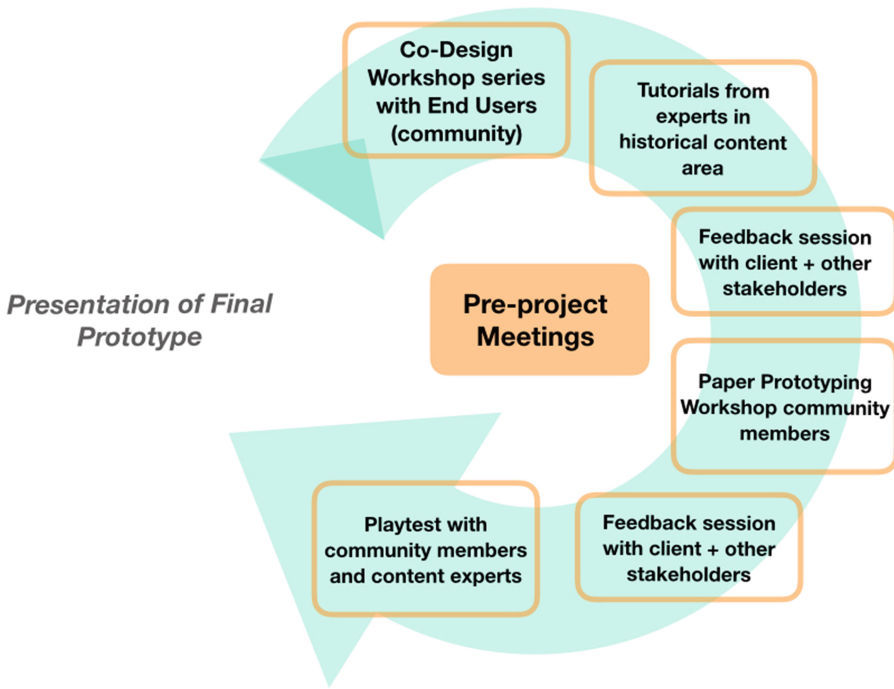 Co-Design
Workshop series
with End Users
(community)
Tutorials from
experts in
historical content
area
Feedback session
with client + other
stakeholders
Presentation of Final
Prototype
Pre-project
Meetings
Paper Prototyping
Workshop community
members
Feedback session
with client + other
stakeholders
Playtest with
community members
and content experts